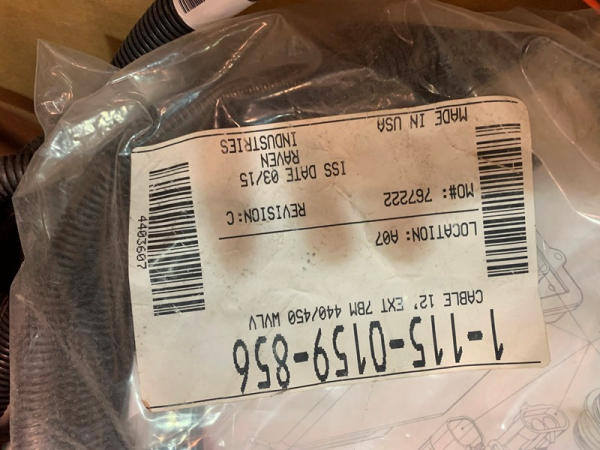 1-115-0159-856
CABLE 12' EXT 7BM 440/450 WVLV
LOCATION: A07
MO#: 767222 REVISION: C
ISS DATE 03/15
RAVEN
INDUSTRIES
MADE IN USA
4403607